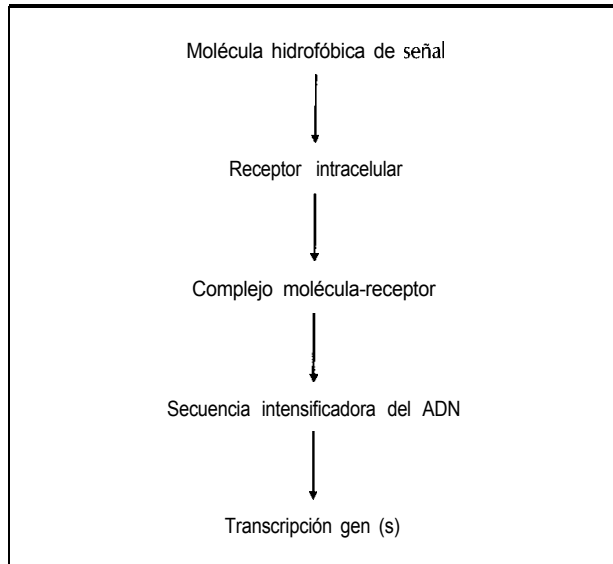 Molécula hidrofóbica de señal
Receptor intracelular
Complejo molécula-receptor
Secuencia intensificadora del ADN
Transcripción gen (s)